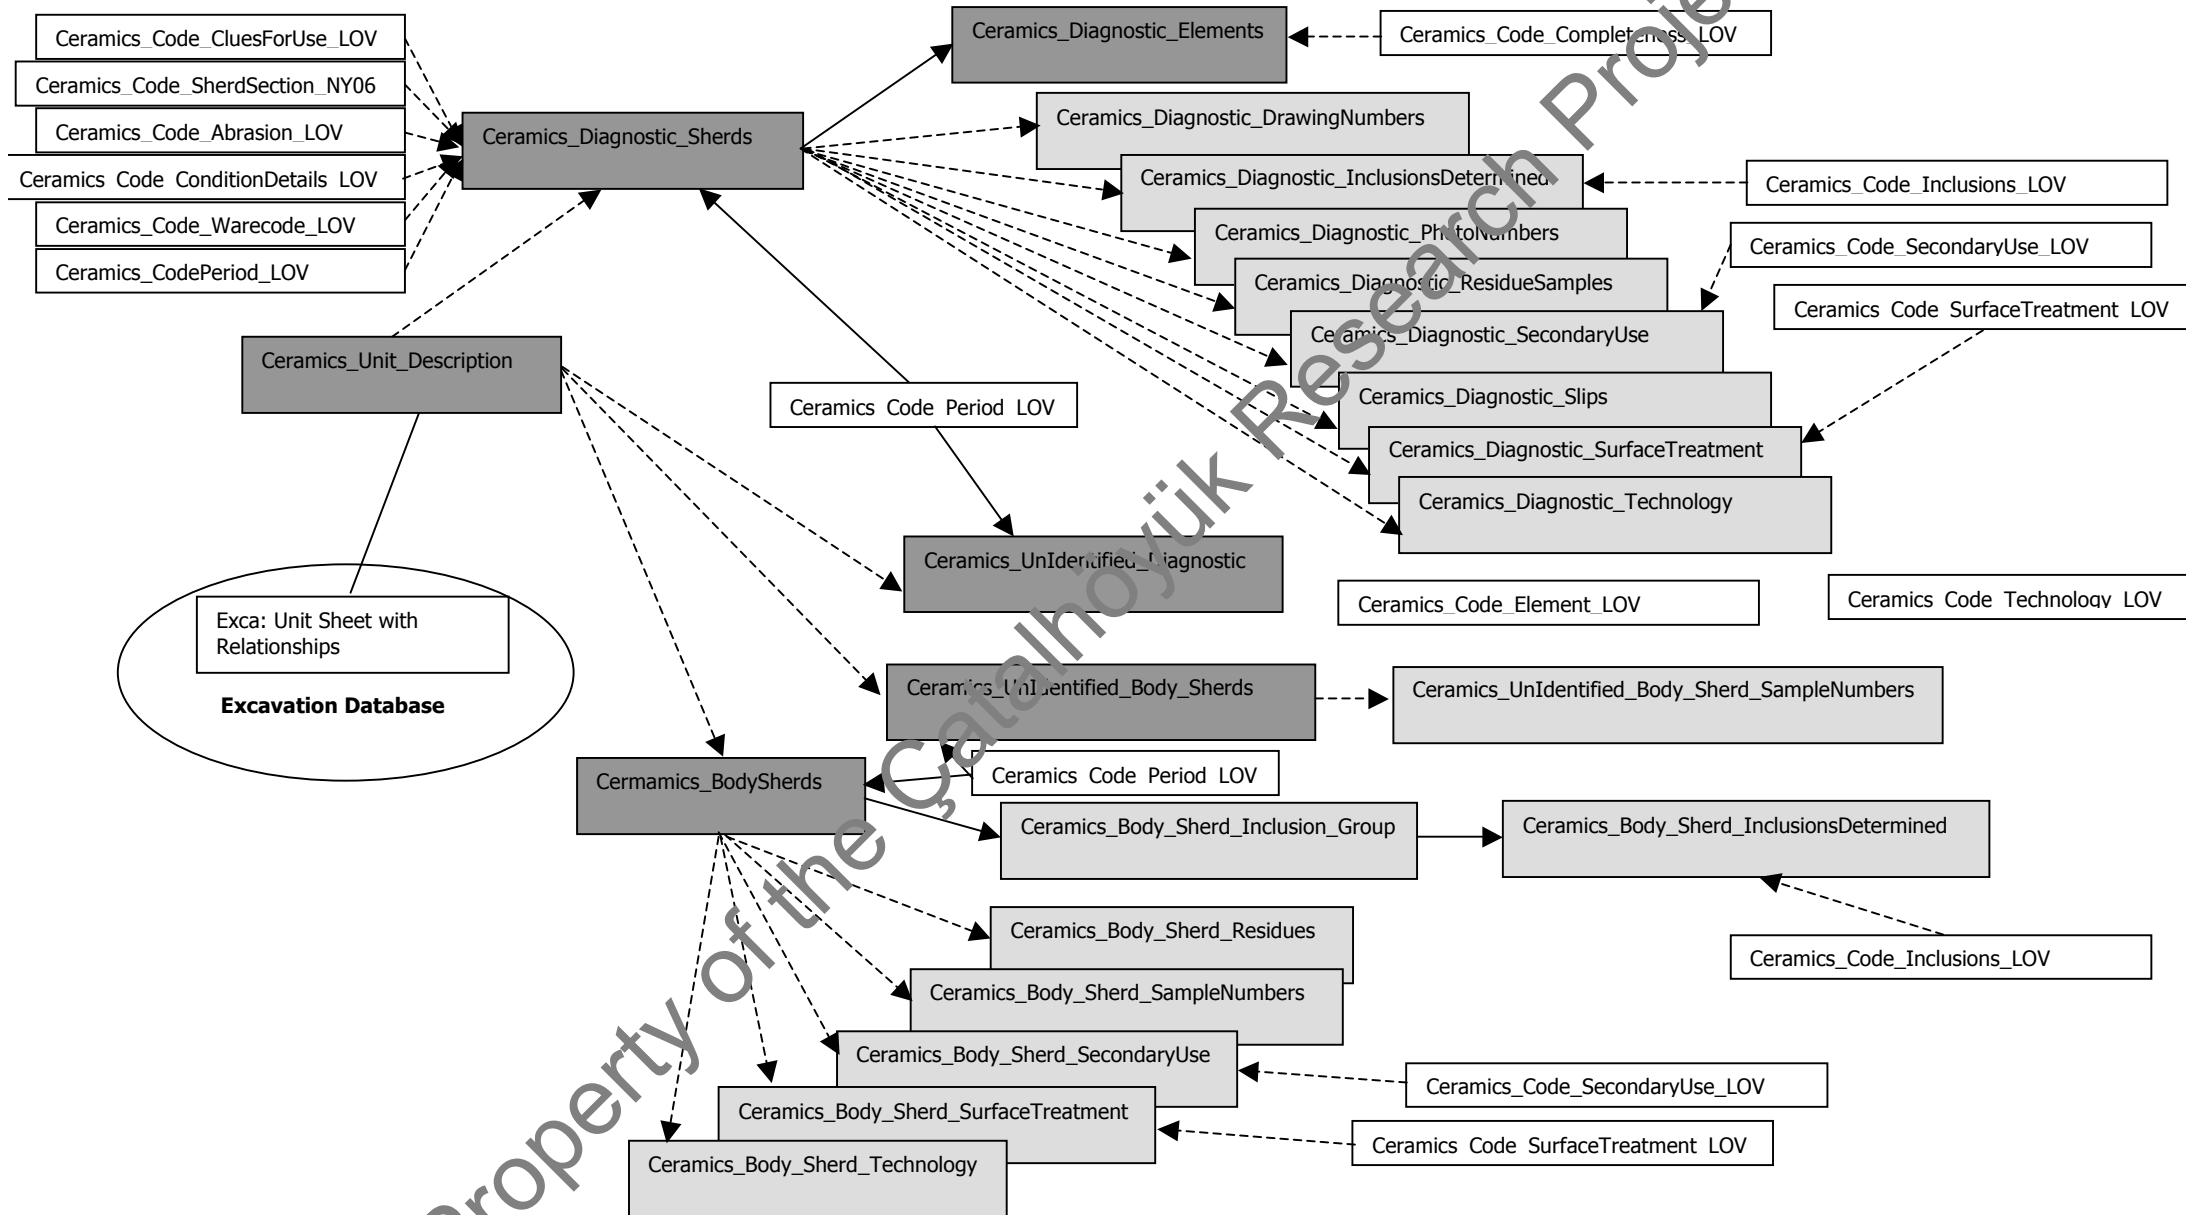 Ceramics_Code_CluesForUse_LOV
Ceramics_Code_SherdSection_NY06
Ceramics_Code_Abrasion_LOV
Ceramics_Code_ConditionDetails_LOV
Ceramics_Code_Warecode_LOV
Ceramics_CodePeriod_LOV
Ceramics_Diagnostic_Sherds
Ceramics_Diagnostic_Elements
Ceramics_Code_Completeness_LOV
Ceramics_Diagnostic_DrawingNumbers
Ceramics_Diagnostic_InclusionsDetermined
Ceramics_Code_Inclusions_LOV
Ceramics_Diagnostic_PhotoNumbers
Ceramics_Code_SecondaryUse_LOV
Ceramics_Diagnostic_ResidueSamples
Ceramics_Code_SurfaceTreatment_LOV
Ceramics_Diagnostic_SecondaryUse
Ceramics_Diagnostic_Slips
Ceramics_Diagnostic_SurfaceTreatment
Ceramics_Diagnostic_Technology
Ceramics_Unit_Description
Ceramics_Code_Period_LOV
Ceramics_UnIdentified_Diagnostic
Ceramics_Code_Element_LOV
Ceramics_Code_Technology_LOV
Exca: Unit Sheet with
Relationships
Excavation Database
Ceramics_UnIdentified_Body_Sherds
Ceramics_UnIdentified_Body_Sherd_SampleNumbers
Cermamics_BodySherds
Ceramics_Code_Period_LOV
Ceramics_Body_Sherd_Inclusion_Group
Ceramics_Body_Sherd_InclusionsDetermined
Ceramics_Code_Inclusions_LOV
Ceramics_Body_Sherd_Residues
Ceramics_Body_Sherd_SampleNumbers
Ceramics_Body_Sherd_SecondaryUse
Ceramics_Code_SecondaryUse_LOV
Ceramics_Body_Sherd_SurfaceTreatment
Ceramics_Code_SurfaceTreatment_LOV
Ceramics_Body_Sherd_Technology
Property of the Çatalhöyük Research Proje